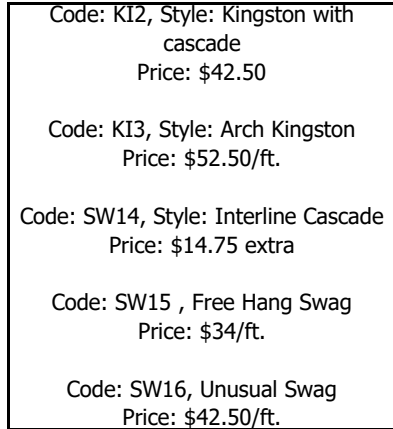 Code: KI2, Style: Kingston with
cascade
Price: $42.50
Code: KI3, Style: Arch Kingston
Price: $52.50/ft.
Code: SW14, Style: Interline Cascade
Price: $14.75 extra
Code: SW15 , Free Hang Swag
Price: $34/ft.
Code: SW16, Unusual Swag
Price: $42.50/ft.